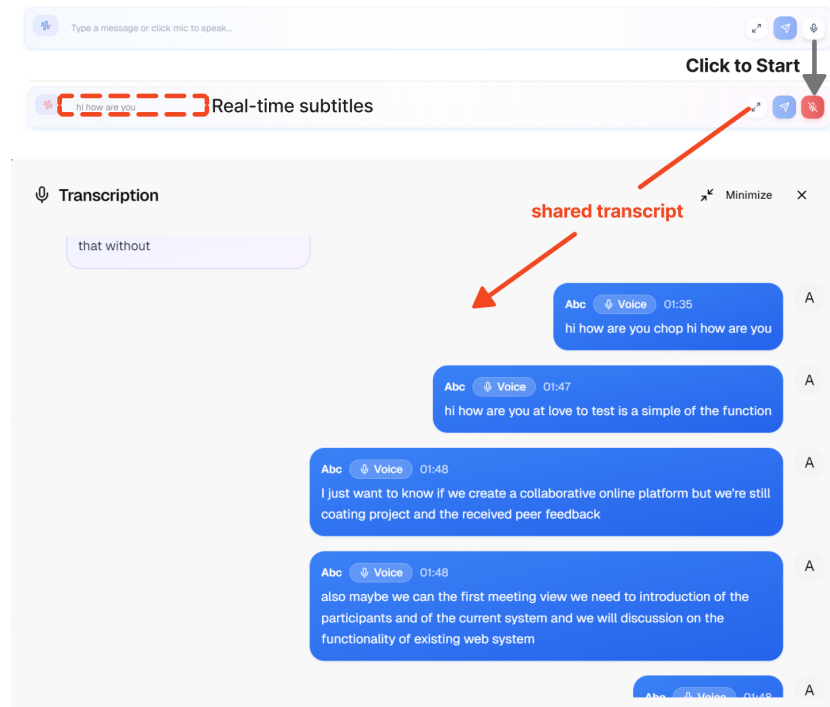 Type a message or click mic to speak...
Click to Start
hi how are you
Real-time subtitles
Transcription
Minimize
shared transcript
that without
Abc Voice 01:35
hi how are you chop hi how are you
A
Abc Voice 01:47
hi how are you at love to test is a simple of the function
A
Abc Voice 01:48
I just want to know if we create a collaborative online platform but we're still
coating project and the received peer feedback
A
Abc Voice 01:48
also maybe we can the first meeting view we need to introduction of the
participants and of the current system and we will discussion on the
functionality of existing web system
A
Abc Voice 01:48
A